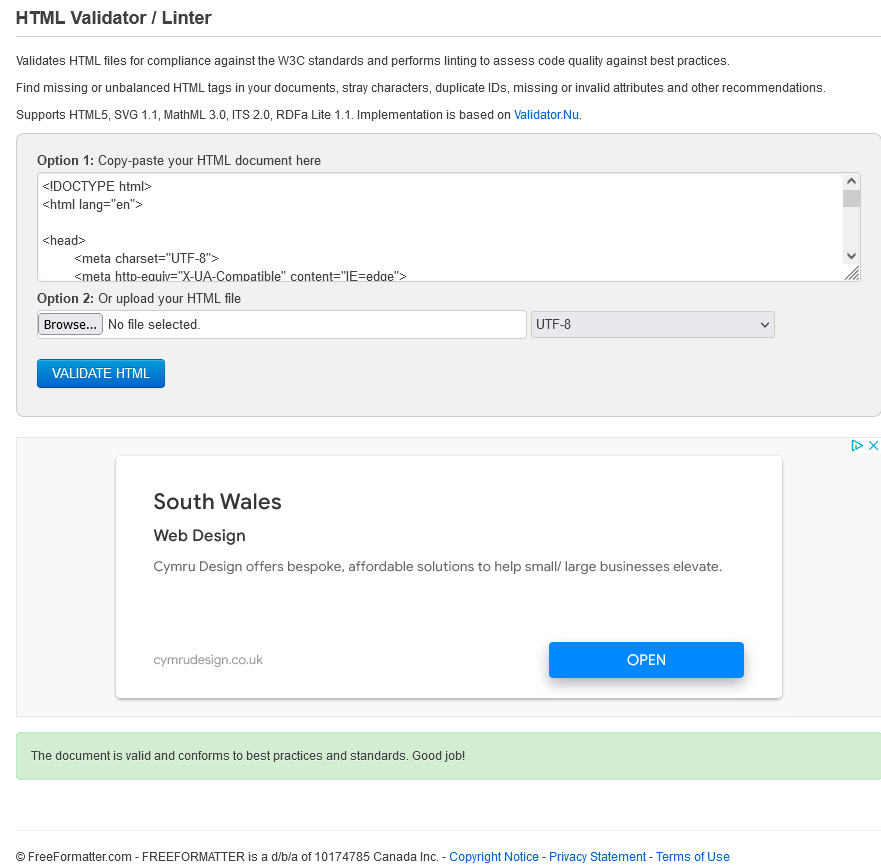 HTML Validator / Linter
Validates HTML files for compliance against the W3C standards and performs linting to assess code quality against best practices.
Find missing or unbalanced HTML tags in your documents, stray characters, duplicate IDs, missing or invalid attributes and other recommendations.
Supports HTML5, SVG 1.1, MathML 3.0, ITS 2.0, RDFa Lite 1.1. Implementation is based on Validator.Nu.
Option 1: Copy-paste your HTML document here
<!DOCTYPE html>
<html lang="en">
<head>
<meta charset="UTF-8">
<meta http-equiv="X-UA-Compatible" content="IE=edge">
Option 2: Or upload your HTML file
Browse... No file selected. UTF-8
VALIDATE HTML
South Wales
Web Design
Cymru Design offers bespoke, affordable solutions to help small/ large businesses elevate.
cymrudesign.co.uk OPEN
The document is valid and conforms to best practices and standards. Good job!
© FreeFormatter.com - FREEFORMATTER is a d/b/a of 10174785 Canada Inc. - Copyright Notice - Privacy Statement - Terms of Use